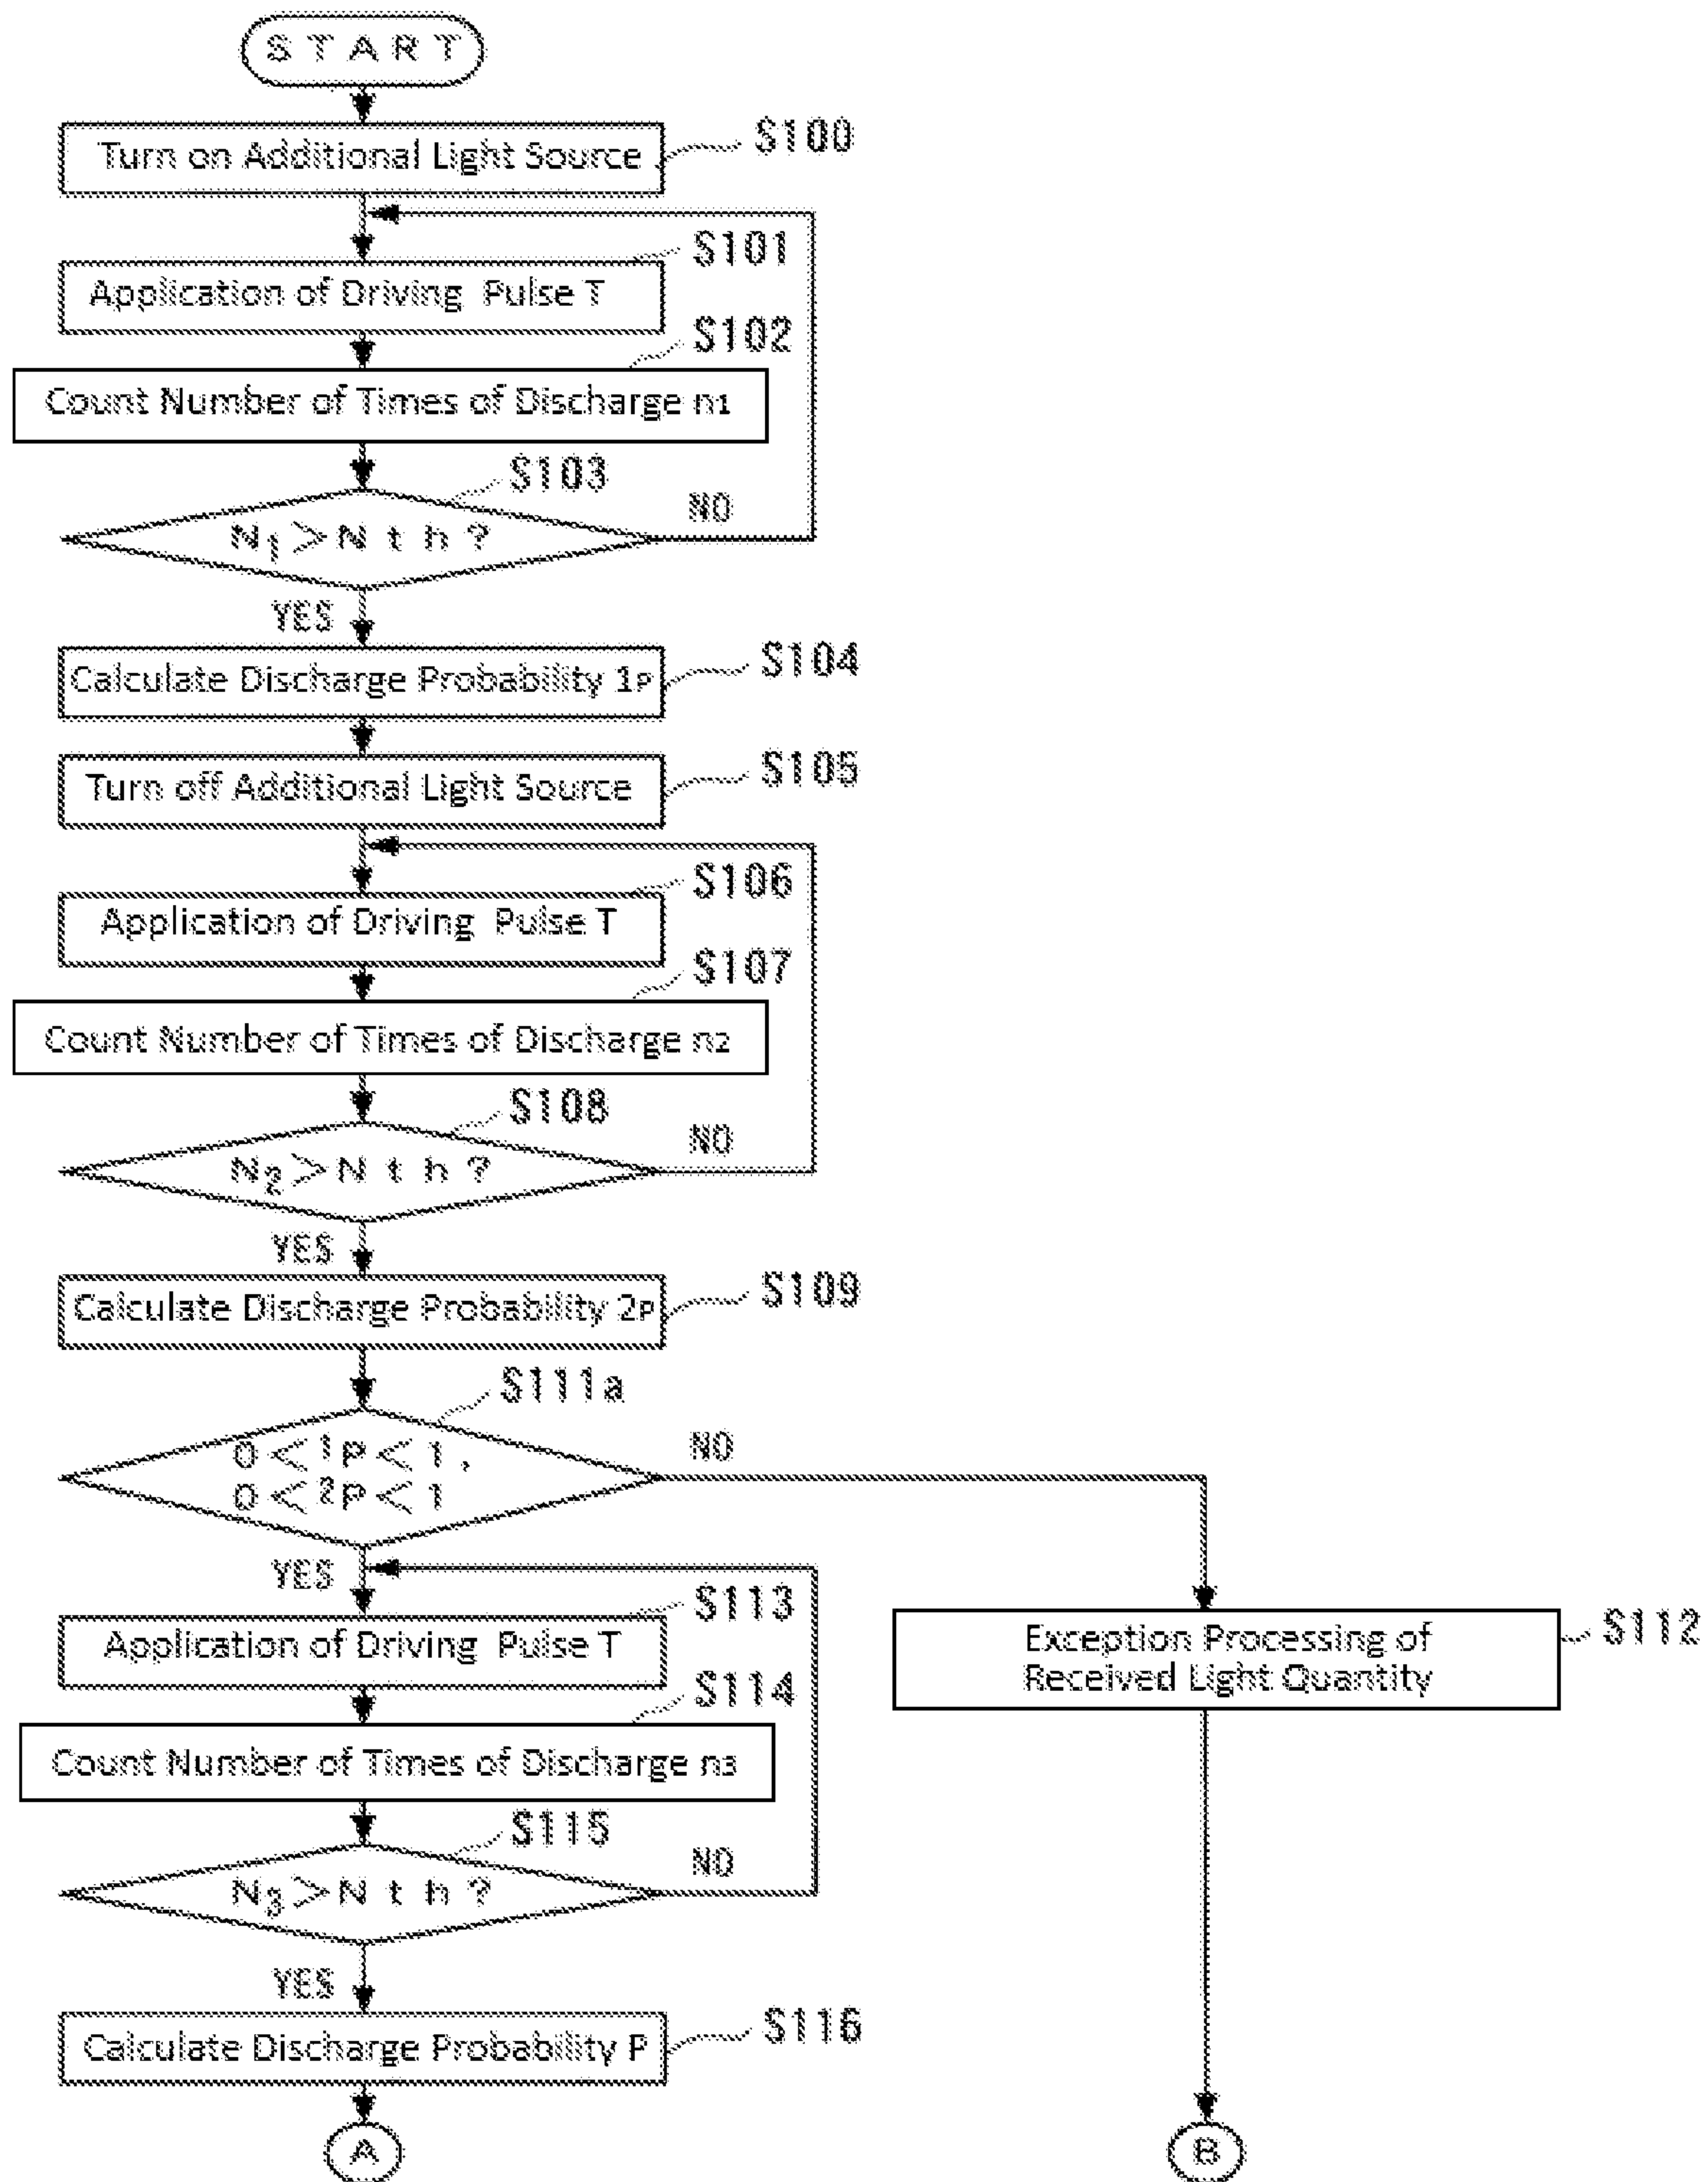 START
Turn on Additional Light Source
S100
S101
Application of Driving Pulse T
S102
Count Number of Times of Discharge n1
S103
N1>Nth?
NO
YES
Calculate Discharge Probability 1P
S104
Turn off Additional Light Source
S105
S106
Application of Driving Pulse T
S107
Count Number of Times of Discharge n2
S108
N2>Nth?
NO
YES
Calculate Discharge Probability 2P
S109
S111a
0<1P<1,
0<2P<1
NO
YES
S113
Application of Driving Pulse T
S114
Count Number of Times of Discharge n3
S115
N3>Nth?
NO
YES
Calculate Discharge Probability P
S116
A
Exception Processing of
Received Light Quantity
S112
B